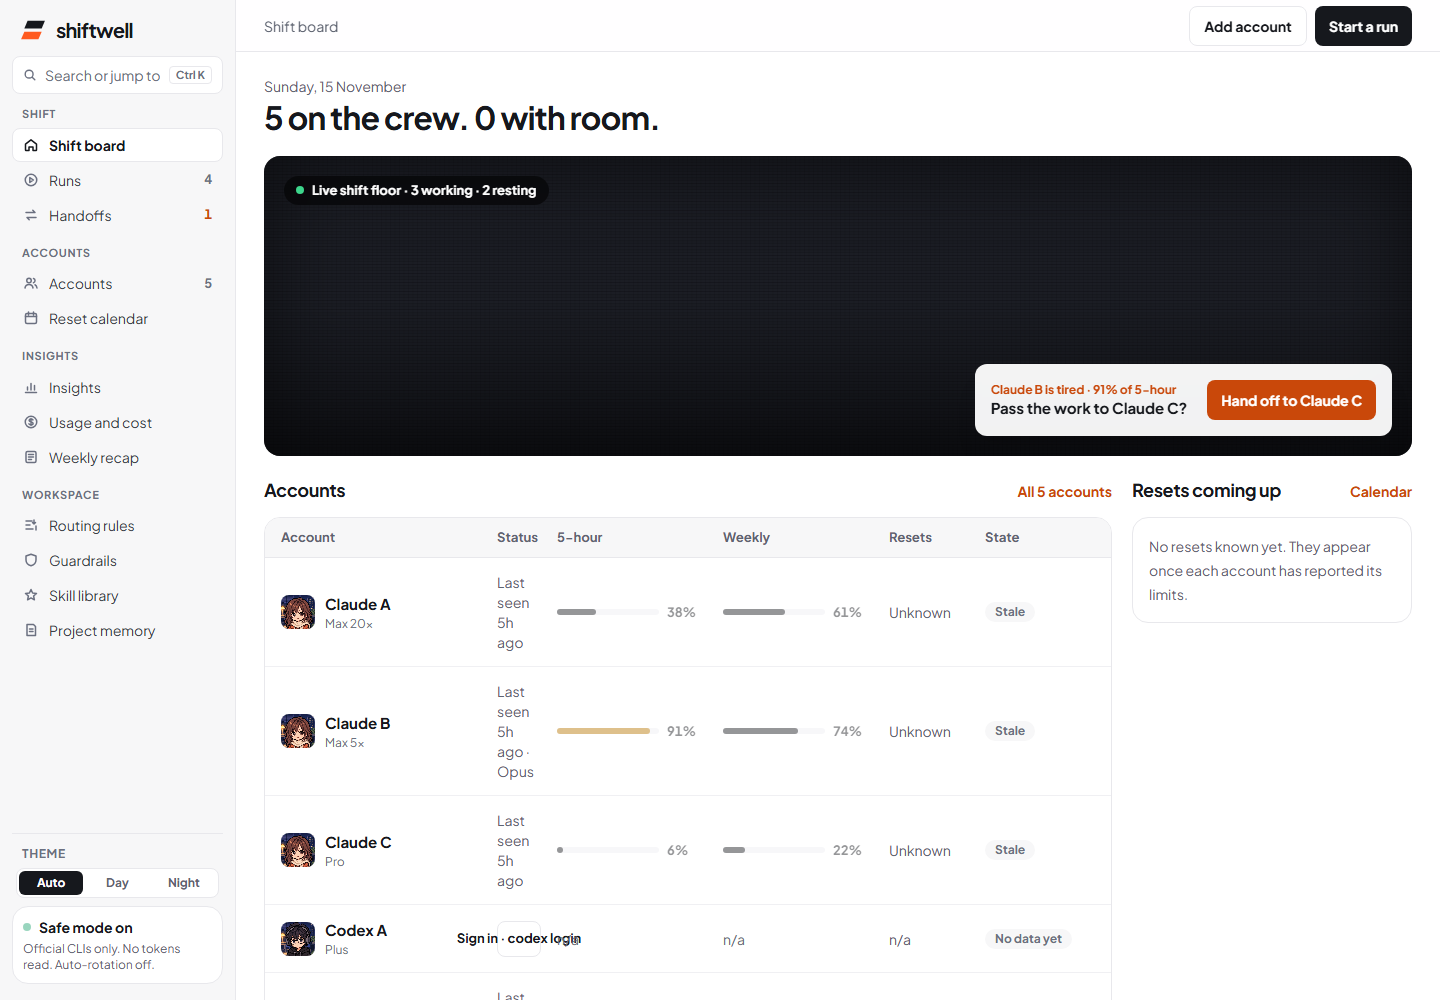 shiftwell
Search or jump to
Ctrl K
SHIFT
Shift board
Runs 4
Handoffs 1
ACCOUNTS
Accounts 5
Reset calendar
INSIGHTS
Insights
Usage and cost
Weekly recap
WORKSPACE
Routing rules
Guardrails
Skill library
Project memory
THEME
Auto Day Night
Safe mode on
Official CLIs only. No tokens
read. Auto-rotation off.
Shift board
Add account
Start a run
Sunday, 15 November
5 on the crew. 0 with room.
Live shift floor · 3 working · 2 resting
Claude B is tired · 91% of 5-hour
Pass the work to Claude C?
Hand off to Claude C
Accounts
All 5 accounts
Account Status 5-hour Weekly Resets State
Claude A
Max 20×
Last
seen
5h
ago
38% 61% Unknown Stale
Claude B
Max 5×
Last
seen
5h
ago ·
Opus
91% 74% Unknown Stale
Claude C
Pro
Last
seen
5h
ago
6% 22% Unknown Stale
Codex A
Plus
Sign in · codex login
n/a n/a No data yet
Last
Resets coming up
Calendar
No resets known yet. They appear
once each account has reported its
limits.